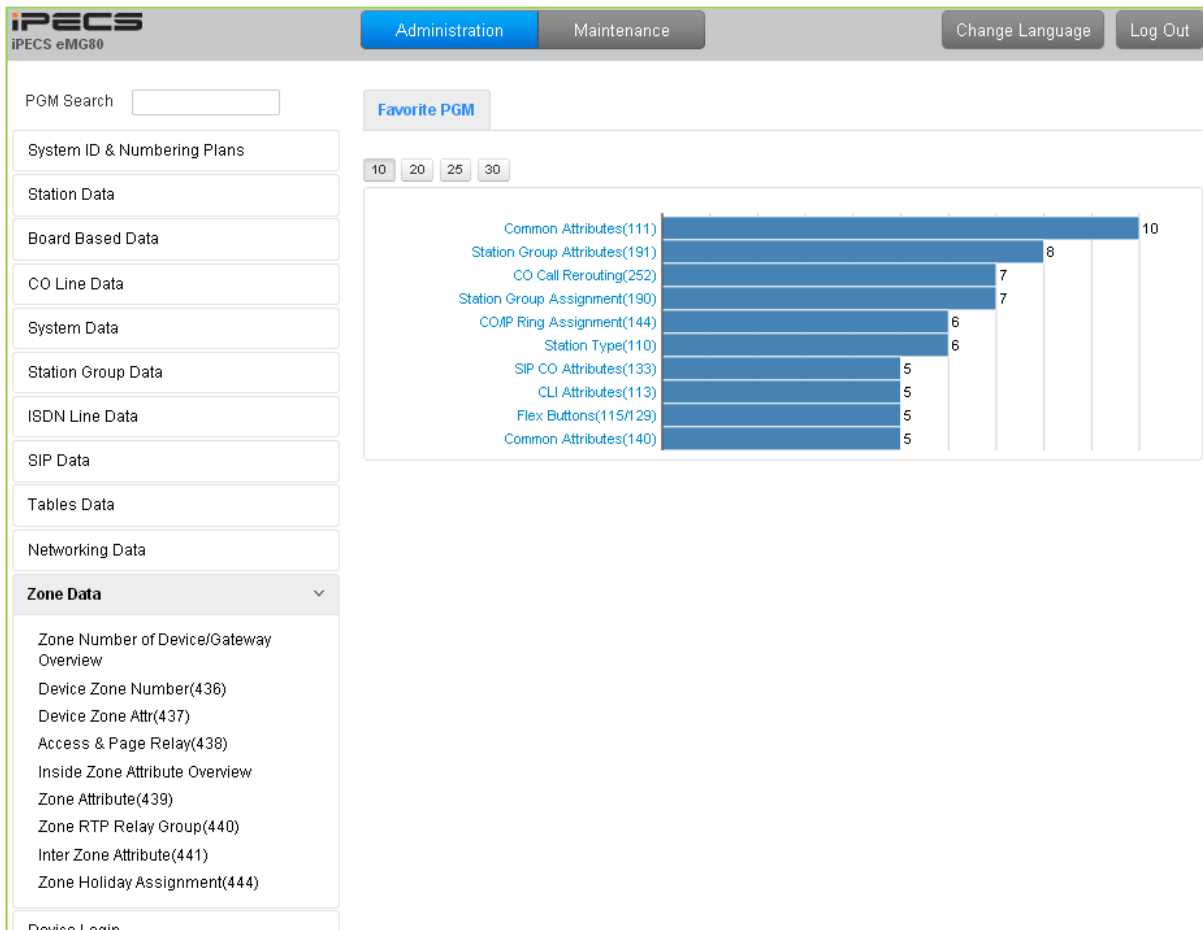 iPECS
iPECS eMG80
Administration
Maintenance
Change Language
Log Out
PGM Search
System ID & Numbering Plans
Station Data
Board Based Data
CO Line Data
System Data
Station Group Data
ISDN Line Data
SIP Data
Tables Data
Networking Data
Zone Data
Zone Number of Device/Gateway
Overview
Device Zone Number(436)
Device Zone Attr(437)
Access & Page Relay(438)
Inside Zone Attribute Overview
Zone Attribute(439)
Zone RTP Relay Group(440)
Inter Zone Attribute(441)
Zone Holiday Assignment(444)
Device Login
Favorite PGM
10 20 25 30
Common Attributes(111) 10
Station Group Attributes(191) 8
CO Call Rerouting(252) 7
Station Group Assignment(190) 7
CO/IP Ring Assignment(144) 6
Station Type(110) 6
SIP CO Attributes(133) 5
CLI Attributes(113) 5
Flex Buttons(115/129) 5
Common Attributes(140) 5